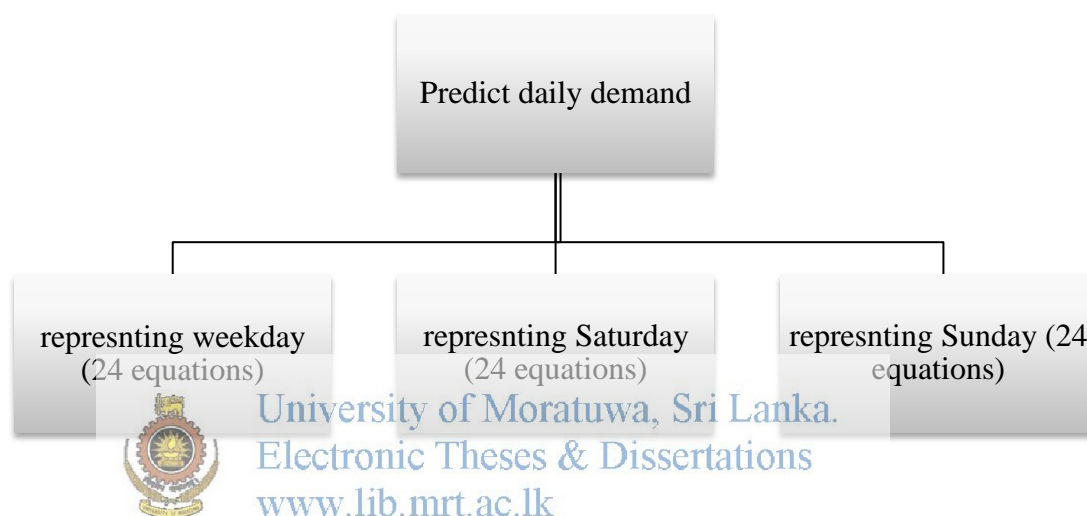 Predict daily demand
represnting weekday
(24 equations)
represnting Saturday
(24 equations)
represnting Sunday (24
equations)
University of Moratuwa, Sri Lanka.
Electronic Theses & Dissertations
www.lib.mrt.ac.lk